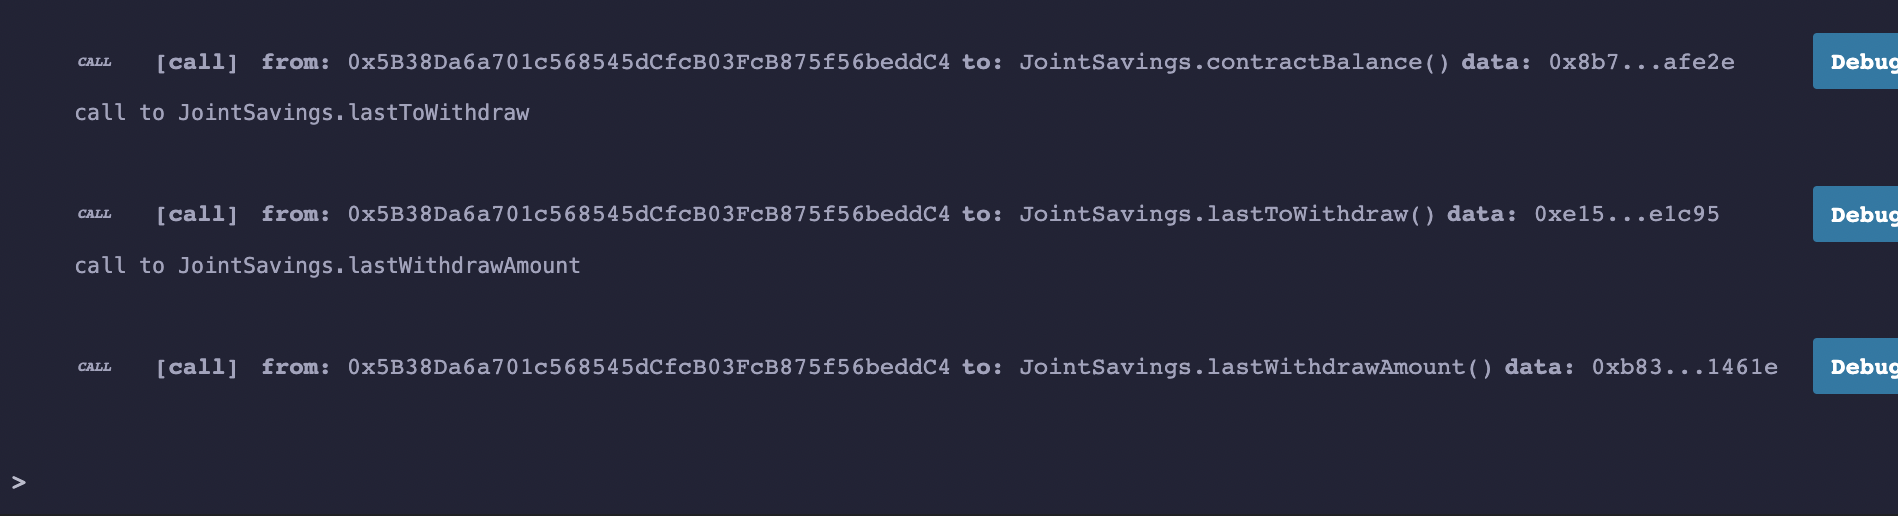 CALL [call] from: 0x5B38Da6a701c568545dCfcB03FcB875f56beddC4 to: JointSavings.contractBalance() data: 0x8b7...afe2e Debug
call to JointSavings.lastToWithdraw
CALL [call] from: 0x5B38Da6a701c568545dCfcB03FcB875f56beddC4 to: JointSavings.lastToWithdraw() data: 0xe15...e1c95 Debug
call to JointSavings.lastWithdrawAmount
CALL [call] from: 0x5B38Da6a701c568545dCfcB03FcB875f56beddC4 to: JointSavings.lastWithdrawAmount() data: 0xb83...1461e Debug
>